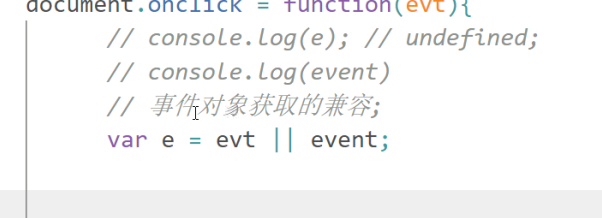 document.onclick = function(evt){
// console.log(e); // undefined;
// console.log(event)
// 事件对象获取的兼容;
var e = evt || event;